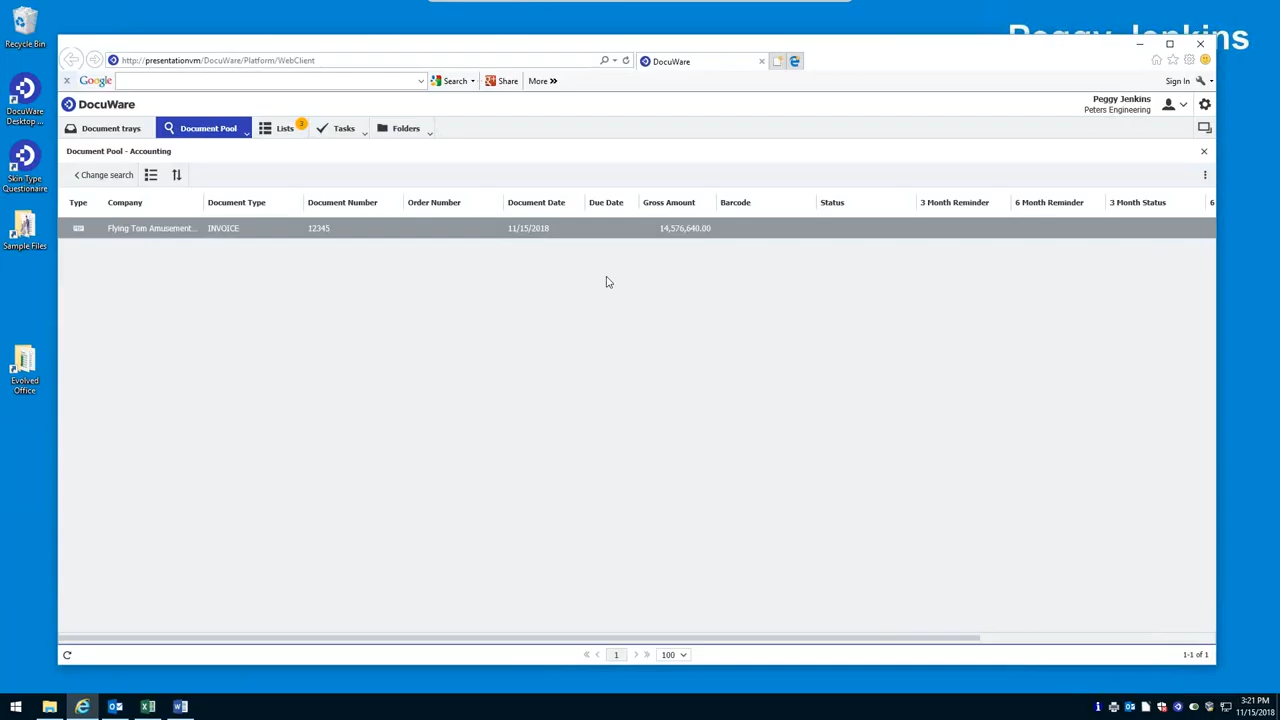 Recycle Bin
DocuWare
Desktop ...
Skin Type
Questionaire
Sample Files
Evolved
Office
Peggy Jenkins
http://presentationvm/DocuWare/Platform/WebClient
DocuWare
x Google
Search
Share
More »
Sign In
DocuWare
Peggy Jenkins
Peters Engineering
Document trays
Document Pool
Lists 3
Tasks
Folders
Document Pool - Accounting
Change search
Type Company Document Type Document Number Order Number Document Date Due Date Gross Amount Barcode Status 3 Month Reminder 6 Month Reminder 3 Month Status 6
Flying Tom Amusement... INVOICE 12345 11/15/2018 14,576,640.00
1 100 1-1 of 1
3:21 PM
11/15/2018